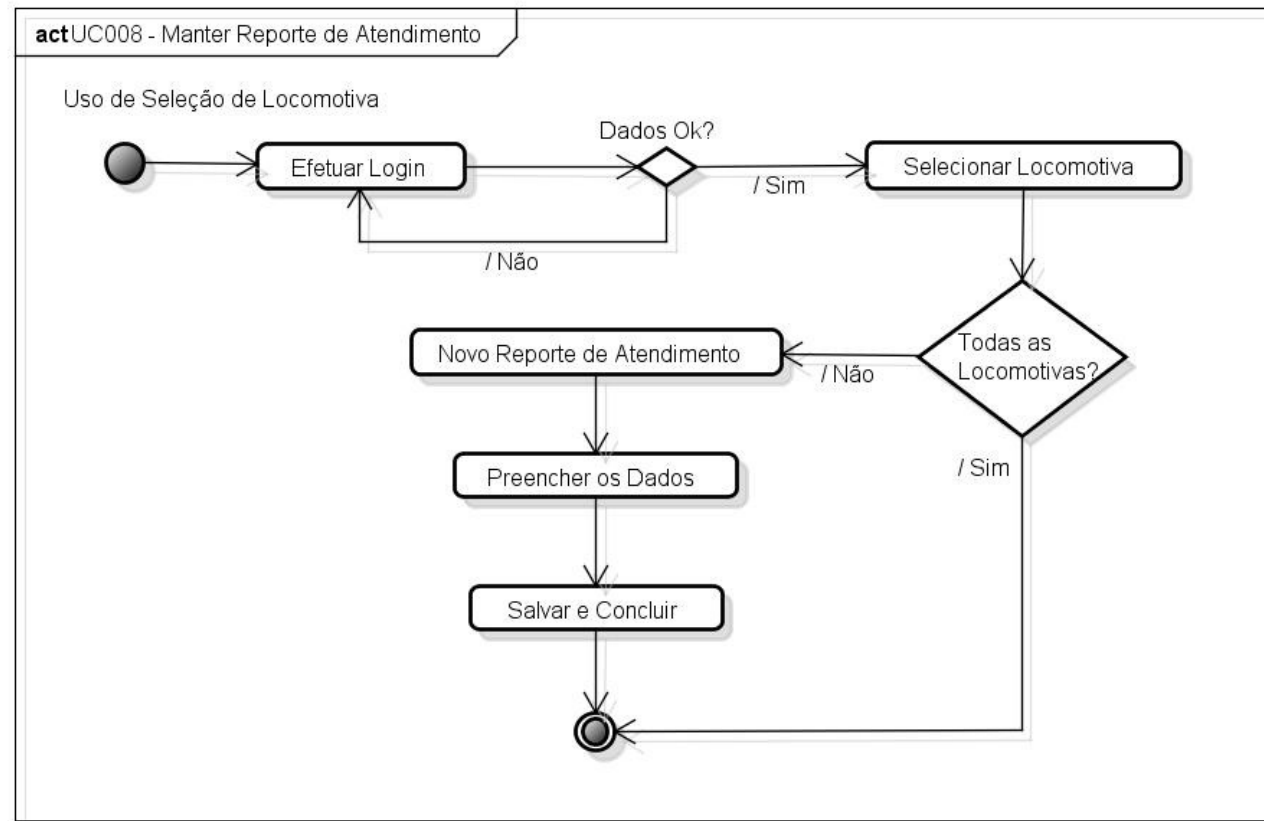 act UC008 - Manter Reporte de Atendimento
Uso de Seleção de Locomotiva
Dados Ok?
Efetuar Login
/ Sim
Selecionar Locomotiva
/ Não
Todas as
Locomotivas?
Novo Reporte de Atendimento
/ Não
/ Sim
Preencher os Dados
Salvar e Concluir